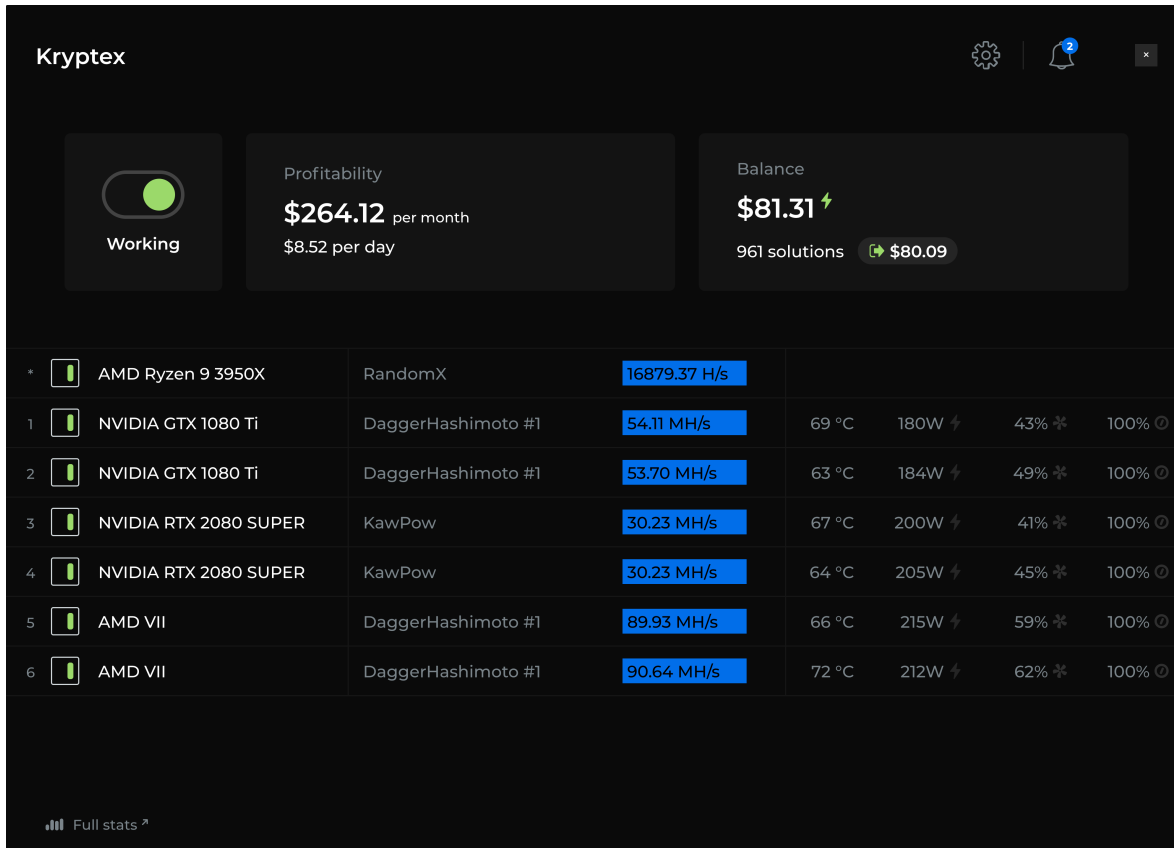 Kryptex
2
×
Profitability
$264.12 per month
$8.52 per day
Working
Balance
$81.31
961 solutions $80.09
* AMD Ryzen 9 3950X RandomX 16879.37 H/s
1 NVIDIA GTX 1080 Ti DaggerHashimoto #1 54.11 MH/s 69 °C 180W 43% 100%
2 NVIDIA GTX 1080 Ti DaggerHashimoto #1 53.70 MH/s 63 °C 184W 49% 100%
3 NVIDIA RTX 2080 SUPER KawPow 30.23 MH/s 67 °C 200W 41% 100%
4 NVIDIA RTX 2080 SUPER KawPow 30.23 MH/s 64 °C 205W 45% 100%
5 AMD VII DaggerHashimoto #1 89.93 MH/s 66 °C 215W 59% 100%
6 AMD VII DaggerHashimoto #1 90.64 MH/s 72 °C 212W 62% 100%
Full stats ↗